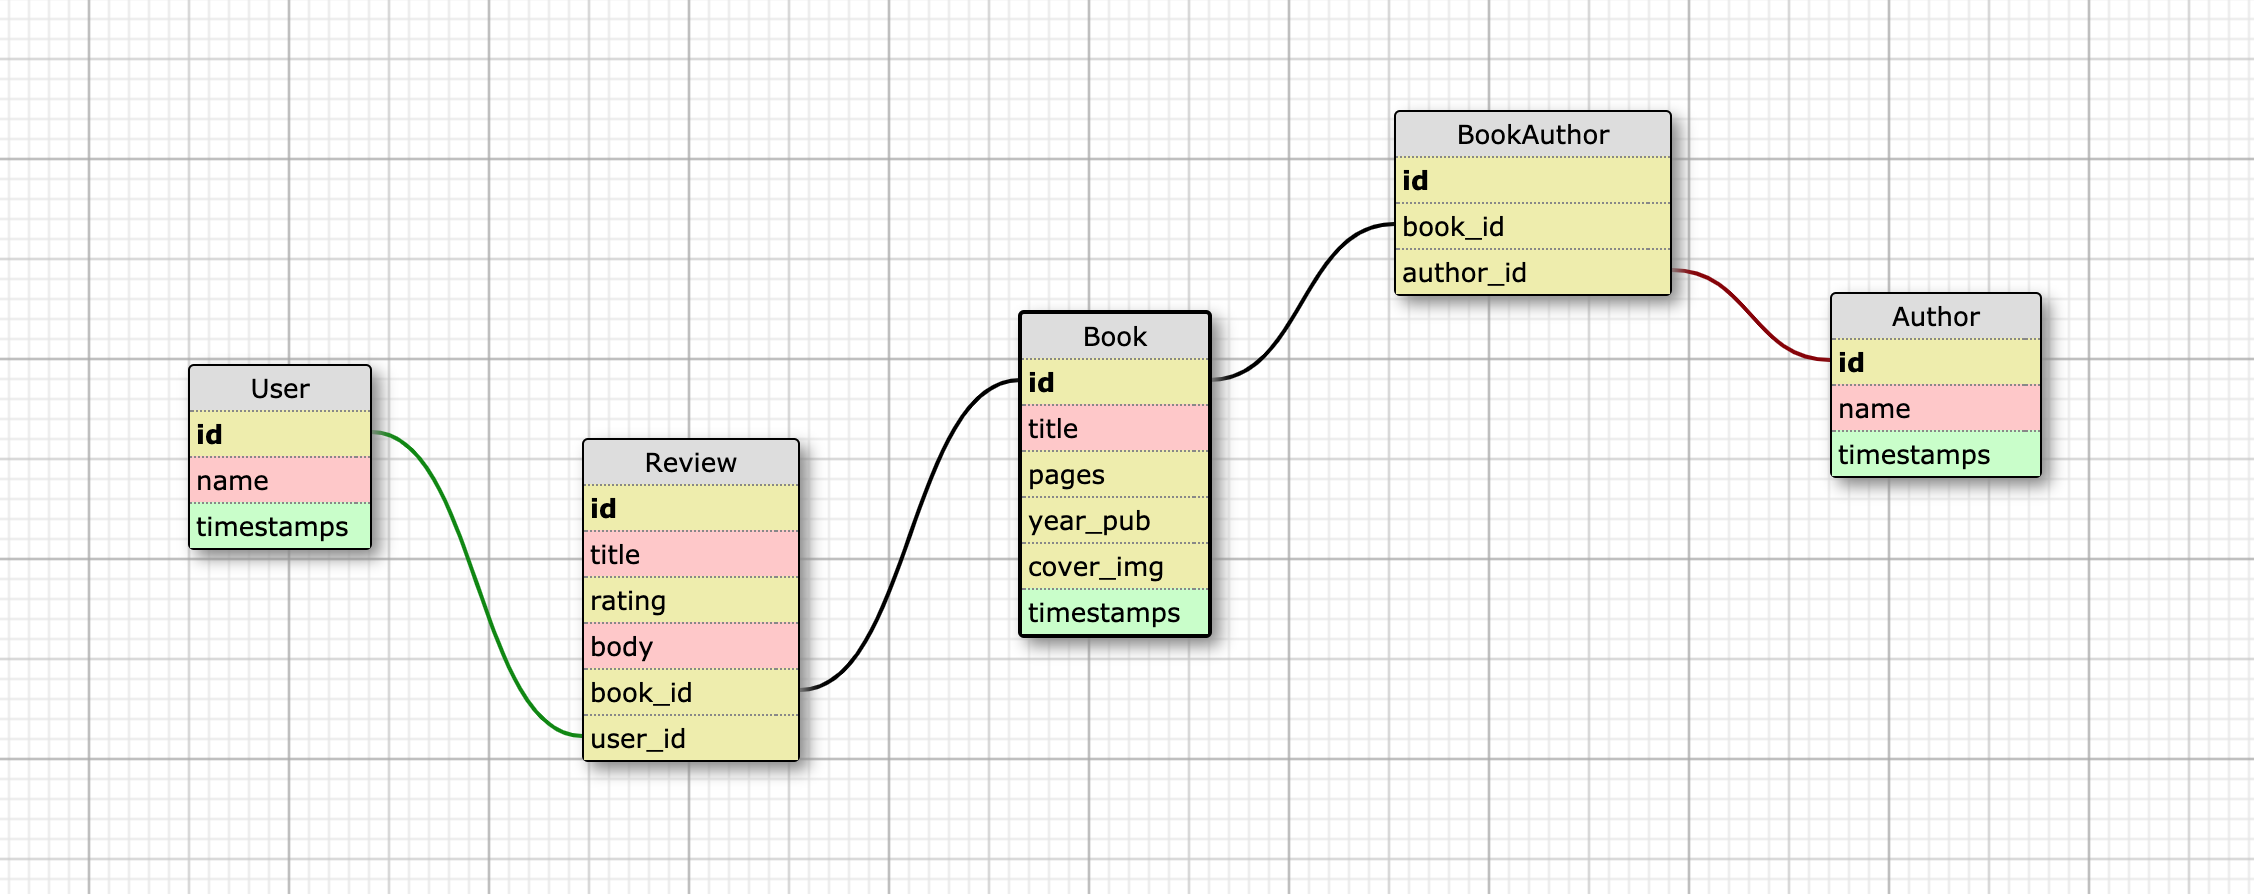 User
id
name
timestamps
Review
id
title
rating
body
book_id
user_id
Book
id
title
pages
year_pub
cover_img
timestamps
BookAuthor
id
book_id
author_id
Author
id
name
timestamps